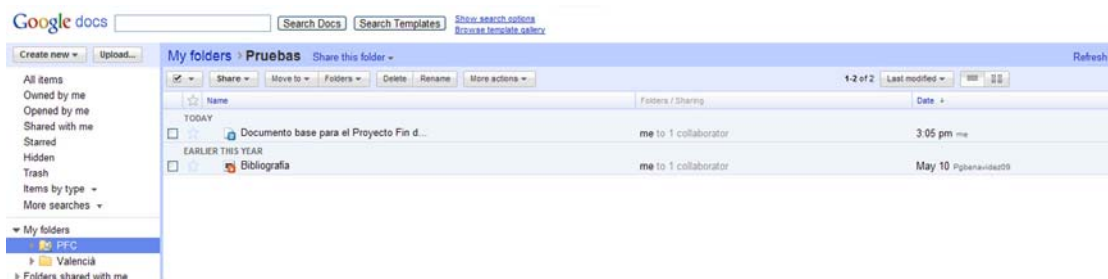 Google docs Search Docs Search Templates Show search options
Browse template gallery
Create new Upload... My folders › Pruebas Share this folder Refresh
All items
Owned by me
Opened by me
Shared with me
Starred
Hidden
Trash
Items by type
More searches
My folders
PFC
Valencià
Folders shared with me
Share Move to Folders Delete Rename More actions 1-2 of 2 Last modified
Name Folders / Sharing Date
TODAY
Documento base para el Proyecto Fin d... me to 1 collaborator 3:05 pm me
EARLIER THIS YEAR
Bibliografía me to 1 collaborator May 10 Pgbenavidez09